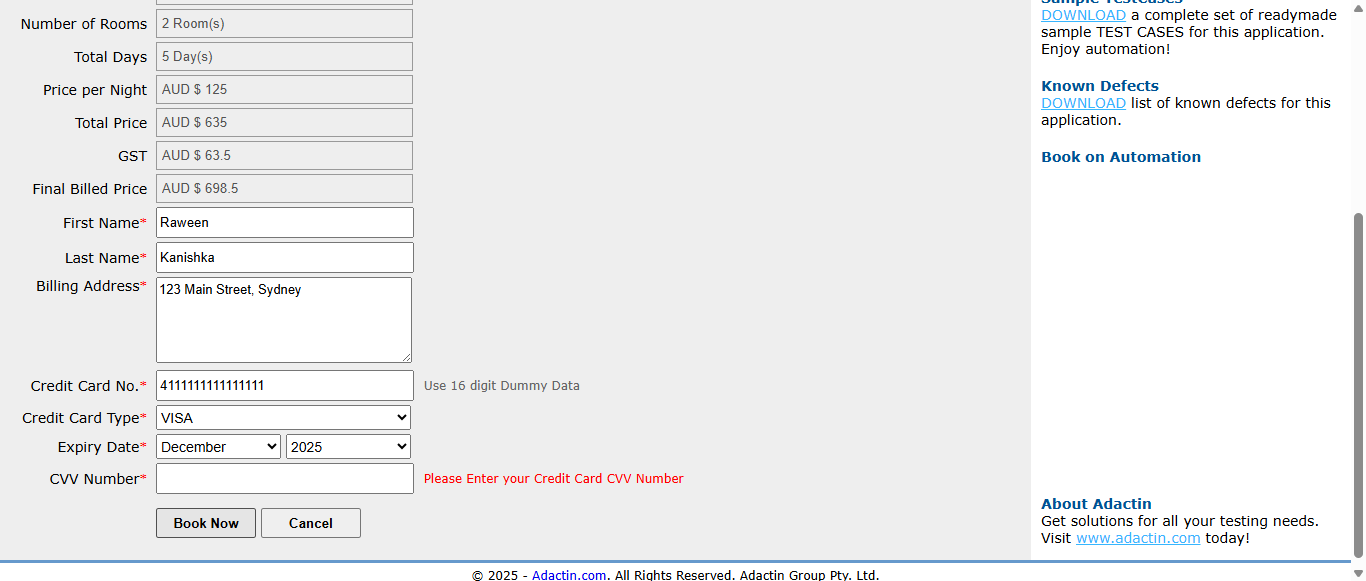 Number of Rooms 2 Room(s)
Total Days 5 Day(s)
Price per Night AUD $ 125
Total Price AUD $ 635
GST AUD $ 63.5
Final Billed Price AUD $ 698.5
First Name* Raween
Last Name* Kanishka
Billing Address* 123 Main Street, Sydney
Credit Card No.* 4111111111111111 Use 16 digit Dummy Data
Credit Card Type* VISA
Expiry Date* December 2025
CVV Number* Please Enter your Credit Card CVV Number
Book Now Cancel
Sample Testcases
DOWNLOAD a complete set of readymade
sample TEST CASES for this application.
Enjoy automation!
Known Defects
DOWNLOAD list of known defects for this
application.
Book on Automation
About Adactin
Get solutions for all your testing needs.
Visit www.adactin.com today!
© 2025 - Adactin.com. All Rights Reserved. Adactin Group Pty. Ltd.